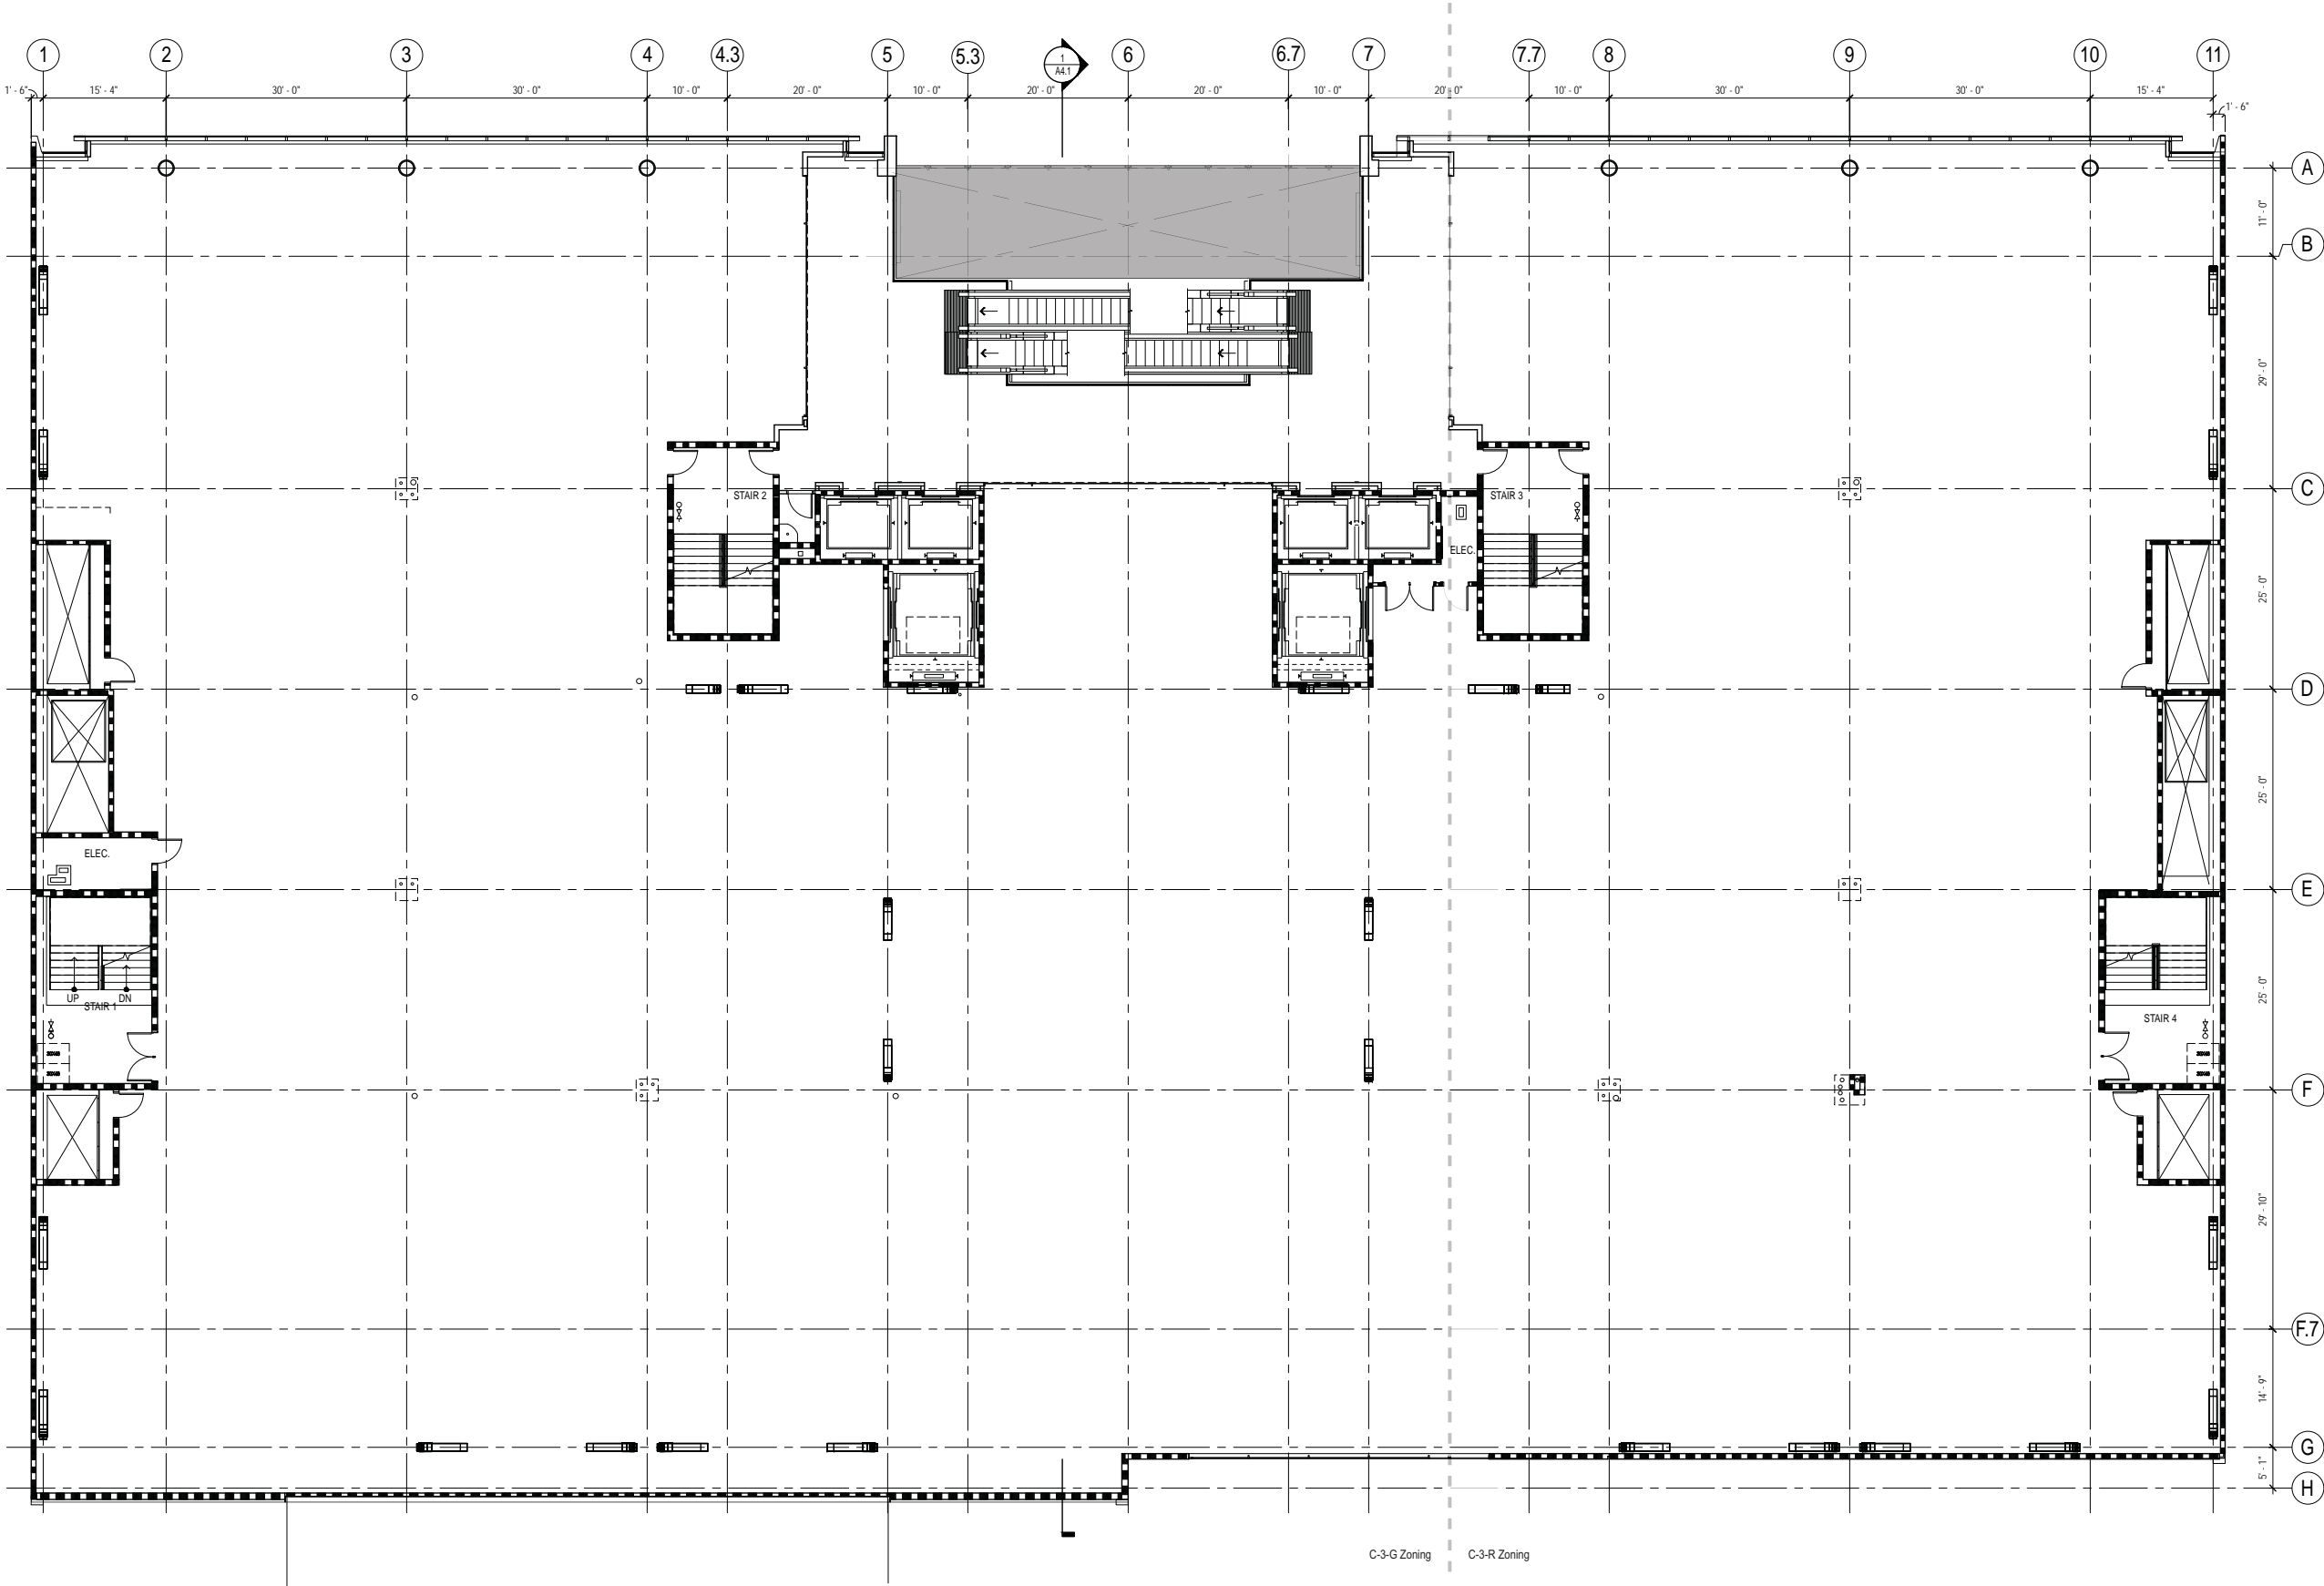 1 2 3 4 4.3 5 5.3 6 6.7 7 7.7 8 9 10 11
1
A4.1
1' - 6" 15' - 4" 30' - 0" 30' - 0" 10' - 0" 20' - 0" 10' - 0" 20' - 0" 20' - 0" 10' - 0" 20' - 0" 10' - 0" 30' - 0" 30' - 0" 15' - 4" 1' - 6"
A
11' - 0"
B
29' - 0"
C
STAIR 2
STAIR 3
ELEC.
25' - 0"
D
25' - 0"
ELEC.
E
25' - 0"
UP DN
STAIR 1
STAIR 4
F
29' - 10"
F.7
14' - 9"
G
5' - 1"
H
C-3-G Zoning C-3-R Zoning